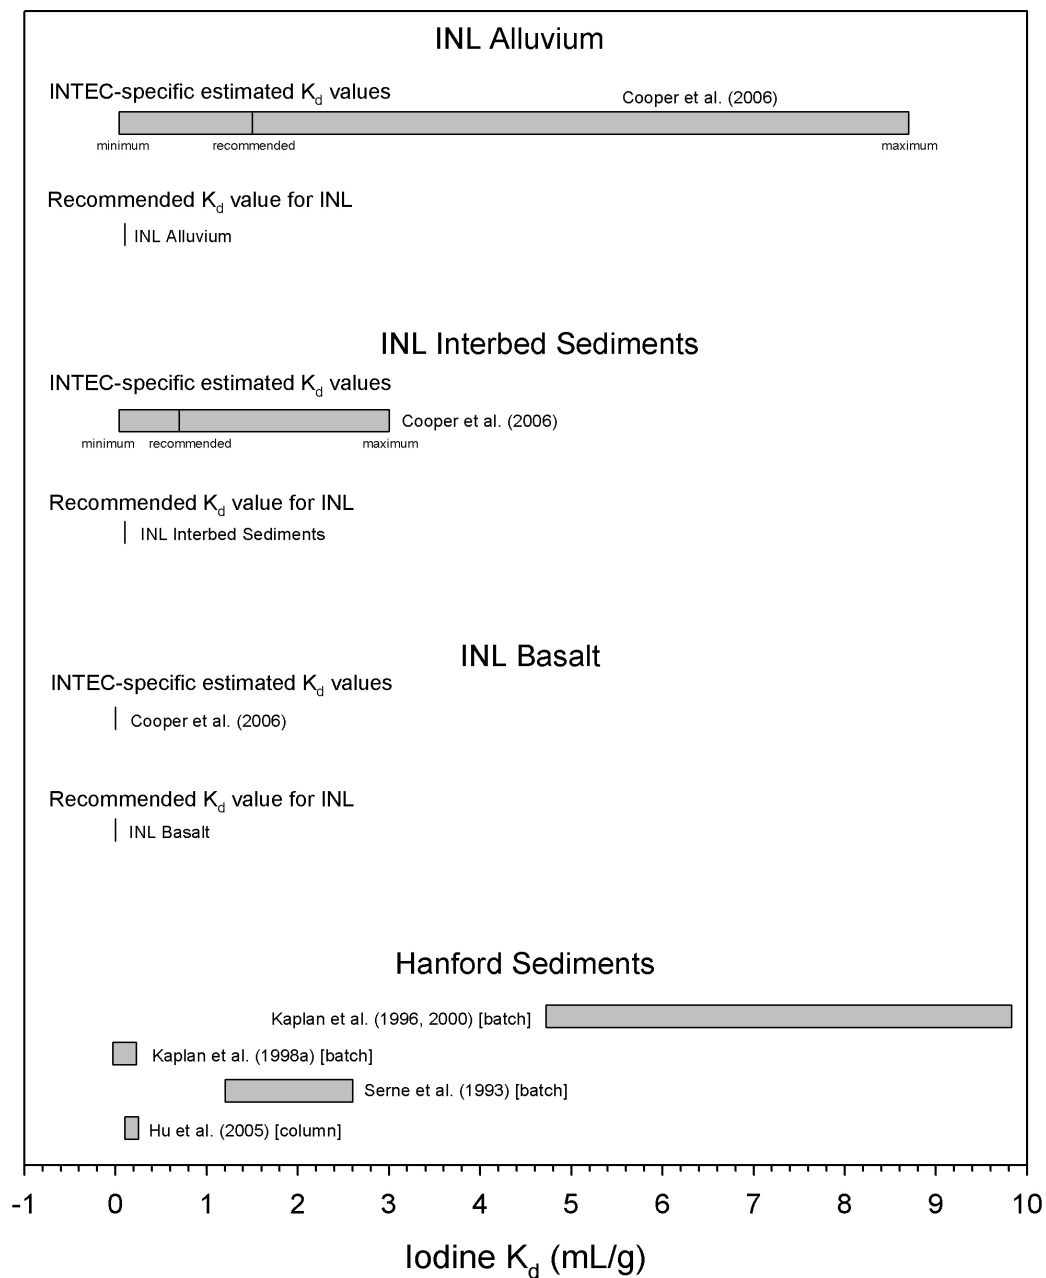 INL Alluvium
INTEC-specific estimated Kd values
Cooper et al. (2006)
minimum recommended maximum
Recommended Kd value for INL
INL Alluvium
INL Interbed Sediments
INTEC-specific estimated Kd values
Cooper et al. (2006)
minimum recommended maximum
Recommended Kd value for INL
INL Interbed Sediments
INL Basalt
INTEC-specific estimated Kd values
Cooper et al. (2006)
Recommended Kd value for INL
INL Basalt
Hanford Sediments
Kaplan et al. (1996, 2000) [batch]
Kaplan et al. (1998a) [batch]
Serne et al. (1993) [batch]
Hu et al. (2005) [column]
-1 0 1 2 3 4 5 6 7 8 9 10
Iodine Kd (mL/g)